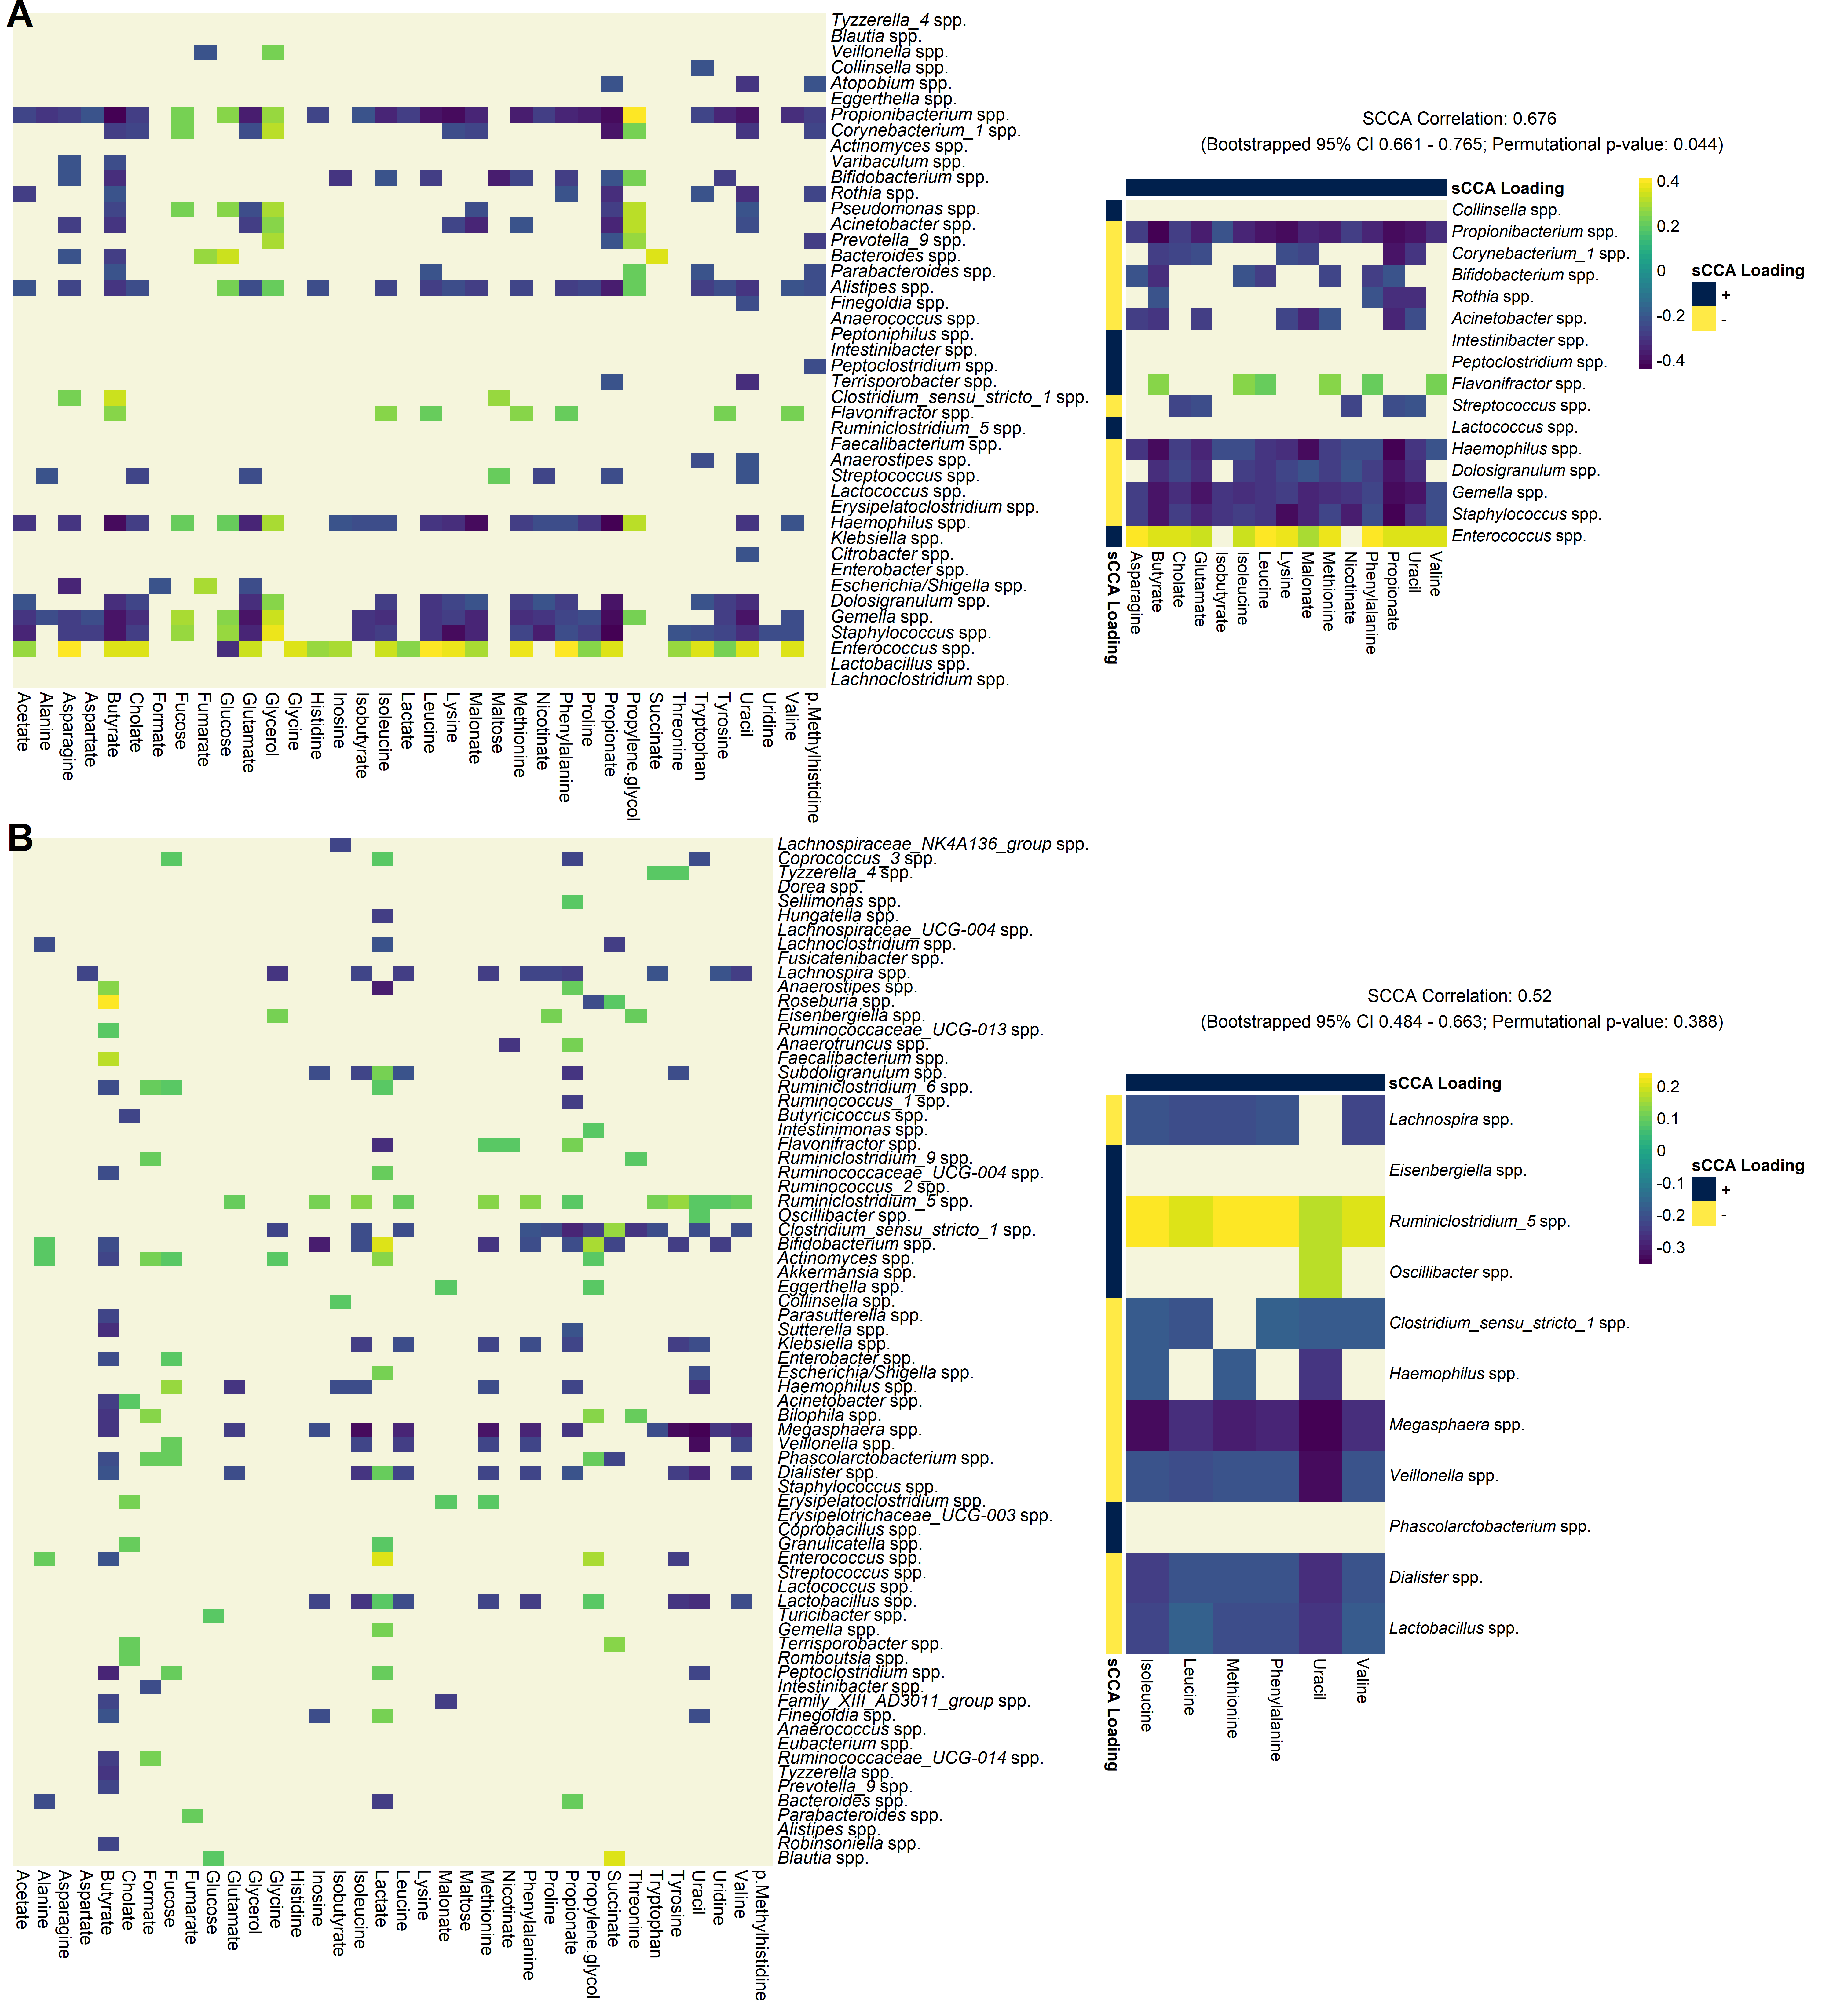 A
Tyzzerella_4 spp.
Blautia spp.
Veillonella spp.
Collinsella spp.
Atopobium spp.
Eggerthella spp.
Propionibacterium spp.
Corynebacterium_1 spp.
Actinomyces spp.
Varibaculum spp.
Bifidobacterium spp.
Rothia spp.
Pseudomonas spp.
Acinetobacter spp.
Prevotella_9 spp.
Bacteroides spp.
Parabacteroides spp.
Alistipes spp.
Finegoldia spp.
Anaerococcus spp.
Peptoniphilus spp.
Intestinibacter spp.
Peptoclostridium spp.
Terrisporobacter spp.
Clostridium_sensu_stricto_1 spp.
Flavonifractor spp.
Ruminiclostridium_5 spp.
Faecalibacterium spp.
Anaerostipes spp.
Streptococcus spp.
Lactococcus spp.
Erysipelatoclostridium spp.
Haemophilus spp.
Klebsiella spp.
Citrobacter spp.
Enterobacter spp.
Escherichia/Shigella spp.
Dolosigranulum spp.
Gemella spp.
Staphylococcus spp.
Enterococcus spp.
Lactobacillus spp.
Lachnoclostridium spp.
Acetate
Alanine
Asparagine
Aspartate
Butyrate
Cholate
Formate
Fucose
Fumarate
Glucose
Glutamate
Glycerol
Glycine
Histidine
Inosine
Isobutyrate
Isoleucine
Lactate
Leucine
Lysine
Malonate
Maltose
Methionine
Nicotinate
Phenylalanine
Proline
Propionate
Propylene.glycol
Succinate
Threonine
Tryptophan
Tyrosine
Uracil
Uridine
Valine
p.Methylhistidine
SCCA Correlation: 0.676
(Bootstrapped 95% CI 0.661 - 0.765; Permutational p-value: 0.044)
sCCA Loading
Collinsella spp.
Propionibacterium spp.
Corynebacterium_1 spp.
Bifidobacterium spp.
Rothia spp.
Acinetobacter spp.
Intestinibacter spp.
Peptoclostridium spp.
Flavonifractor spp.
Streptococcus spp.
Lactococcus spp.
Haemophilus spp.
Dolosigranulum spp.
Gemella spp.
Staphylococcus spp.
Enterococcus spp.
sCCA Loading
Asparagine
Butyrate
Cholate
Glutamate
Isobutyrate
Isoleucine
Leucine
Lysine
Malonate
Methionine
Nicotinate
Phenylalanine
Propionate
Uracil
Valine
0.4
0.2
0
-0.2
-0.4
sCCA Loading
+
-
B
Lachnospiraceae_NK4A136_group spp.
Coprococcus_3 spp.
Tyzzerella_4 spp.
Dorea spp.
Sellimonas spp.
Hungatella spp.
Lachnospiraceae_UCG-004 spp.
Lachnoclostridium spp.
Fusicatenibacter spp.
Lachnospira spp.
Anaerostipes spp.
Roseburia spp.
Eisenbergiella spp.
Ruminococcaceae_UCG-013 spp.
Anaerotruncus spp.
Faecalibacterium spp.
Subdoligranulum spp.
Ruminiclostridium_6 spp.
Ruminococcus_1 spp.
Butyricicoccus spp.
Intestinimonas spp.
Flavonifractor spp.
Ruminiclostridium_9 spp.
Ruminococcaceae_UCG-004 spp.
Ruminococcus_2 spp.
Ruminiclostridium_5 spp.
Oscillibacter spp.
Clostridium_sensu_stricto_1 spp.
Bifidobacterium spp.
Actinomyces spp.
Akkermansia spp.
Eggerthella spp.
Collinsella spp.
Parasutterella spp.
Sutterella spp.
Klebsiella spp.
Enterobacter spp.
Escherichia/Shigella spp.
Haemophilus spp.
Acinetobacter spp.
Bilophila spp.
Megasphaera spp.
Veillonella spp.
Phascolarctobacterium spp.
Dialister spp.
Staphylococcus spp.
Erysipelatoclostridium spp.
Erysipelotrichaceae_UCG-003 spp.
Coprobacillus spp.
Granulicatella spp.
Enterococcus spp.
Streptococcus spp.
Lactococcus spp.
Lactobacillus spp.
Turicibacter spp.
Gemella spp.
Terrisporobacter spp.
Romboutsia spp.
Peptoclostridium spp.
Intestinibacter spp.
Family_XIII_AD3011_group spp.
Finegoldia spp.
Anaerococcus spp.
Eubacterium spp.
Ruminococcaceae_UCG-014 spp.
Tyzzerella spp.
Prevotella_9 spp.
Bacteroides spp.
Parabacteroides spp.
Alistipes spp.
Robinsoniella spp.
Blautia spp.
Acetate
Alanine
Asparagine
Aspartate
Butyrate
Cholate
Formate
Fucose
Fumarate
Glucose
Glutamate
Glycerol
Glycine
Histidine
Inosine
Isobutyrate
Isoleucine
Lactate
Leucine
Lysine
Malonate
Maltose
Methionine
Nicotinate
Phenylalanine
Proline
Propionate
Propylene.glycol
Succinate
Threonine
Tryptophan
Tyrosine
Uracil
Uridine
Valine
p.Methylhistidine
SCCA Correlation: 0.52
(Bootstrapped 95% CI 0.484 - 0.663; Permutational p-value: 0.388)
sCCA Loading
Lachnospira spp.
Eisenbergiella spp.
Ruminiclostridium_5 spp.
Oscillibacter spp.
Clostridium_sensu_stricto_1 spp.
Haemophilus spp.
Megasphaera spp.
Veillonella spp.
Phascolarctobacterium spp.
Dialister spp.
Lactobacillus spp.
sCCA Loading
Isoleucine
Leucine
Methionine
Phenylalanine
Uracil
Valine
0.2
0.1
0
-0.1
-0.2
-0.3
sCCA Loading
+
-